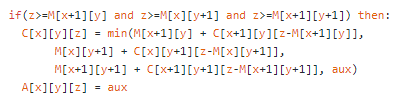 if(z>=M[x+1][y] and z>=M[x][y+1] and z>=M[x+1][y+1]) then:
C[x][y][z] = min(M[x+1][y] + C[x+1][y][z-M[x+1][y]],
M[x][y+1] + C[x][y+1][z-M[x][y+1]],
M[x+1][y+1] + C[x+1][y+1][z-M[x+1][y+1]], aux)
A[x][y][z] = aux